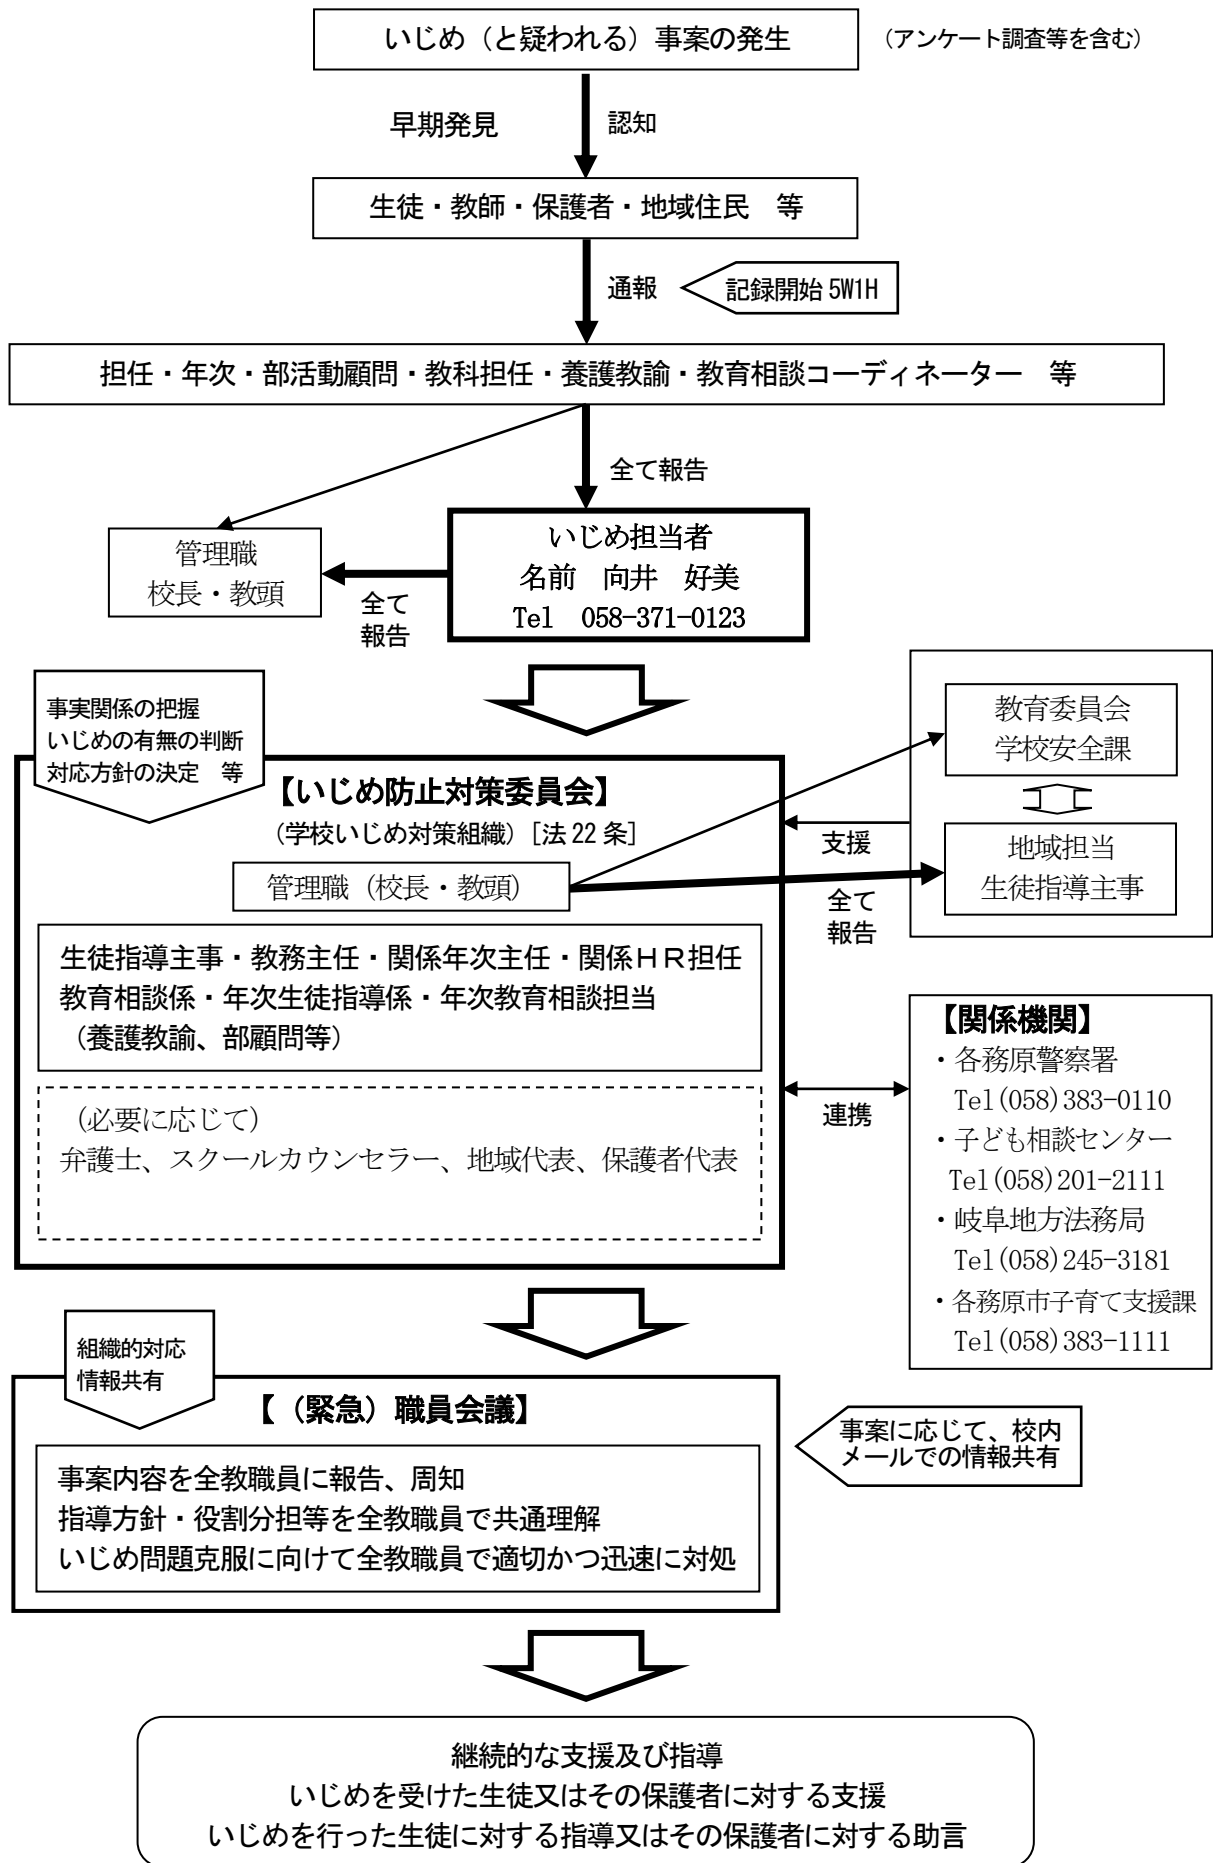 いじめ（と疑われる）事案の発生
（アンケート調査等を含む）
早期発見
認知
生徒・教師・保護者・地域住民　等
通報
記録開始 5W1H
担任・年次・部活動顧問・教科担任・養護教諭・教育相談コーディネーター　等
全て報告
管理職
校長・教頭
全て
報告
いじめ担当者
名前　向井　好美
Tel　058-371-0123
事実関係の把握
いじめの有無の判断
対応方針の決定　等
【いじめ防止対策委員会】
（学校いじめ対策組織）［法 22 条］
管理職（校長・教頭）
生徒指導主事・教務主任・関係年次主任・関係ＨＲ担任
教育相談係・年次生徒指導係・年次教育相談担当
（養護教諭、部顧問等）
（必要に応じて）
弁護士、スクールカウンセラー、地域代表、保護者代表
支援
全て
報告
教育委員会
学校安全課
地域担当
生徒指導主事
連携
【関係機関】
・各務原警察署
Tel(058)383-0110
・子ども相談センター
Tel(058)201-2111
・岐阜地方法務局
Tel(058)245-3181
・各務原市子育て支援課
Tel(058)383-1111
組織的対応
情報共有
【（緊急）職員会議】
事案内容を全教職員に報告、周知
指導方針・役割分担等を全教職員で共通理解
いじめ問題克服に向けて全教職員で適切かつ迅速に対処
事案に応じて、校内
メールでの情報共有
継続的な支援及び指導
いじめを受けた生徒又はその保護者に対する支援
いじめを行った生徒に対する指導又はその保護者に対する助言